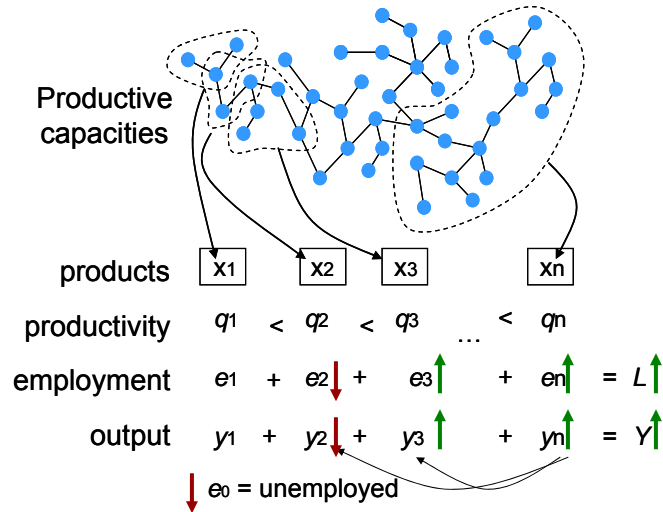 Productive
capacities
products x1 x2 x3 xn
productivity q1 < q2 < q3 ... < qn
employment e1 + e2 + e3 + en = L
output y1 + y2 + y3 + yn = Y
e0 = unemployed